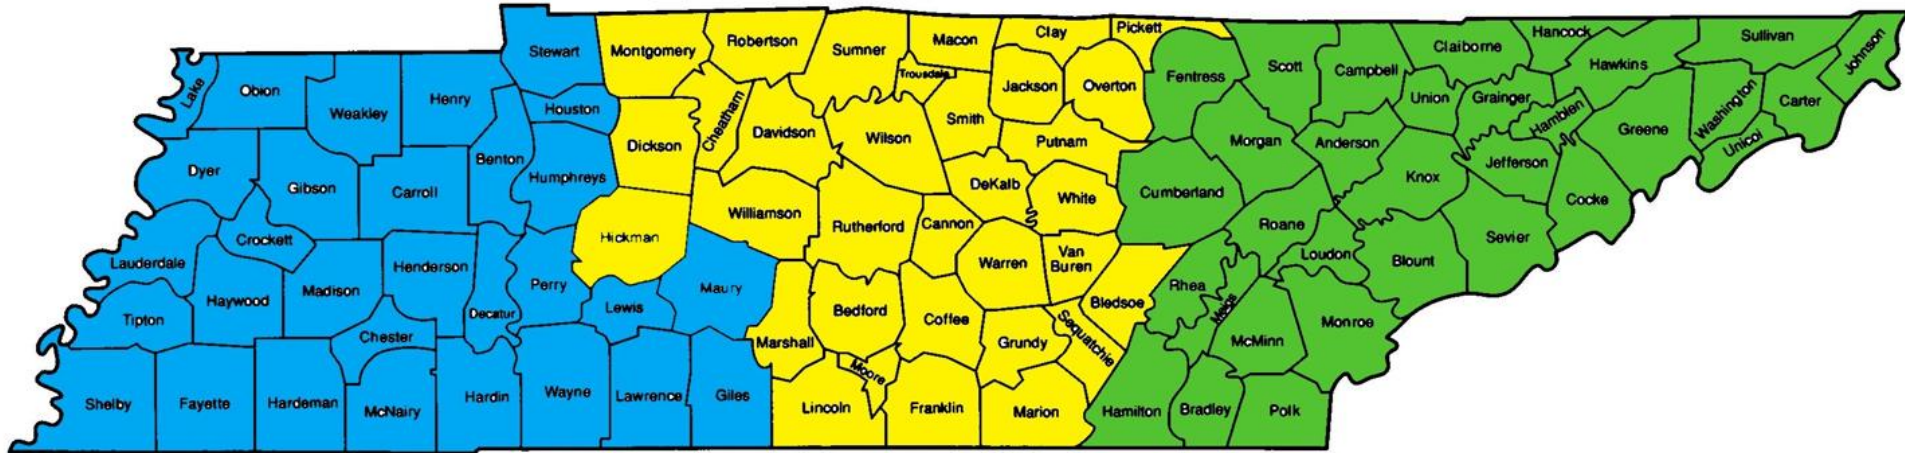 Stewart
Montgomery
Robertson
Sumner
Macon
Clay
Pickett
Lake
Obion
Weakley
Henry
Houston
Cheatham
Trousdale
Jackson
Overton
Fentress
Scott
Campbell
Claiborne
Hancock
Hawkins
Sullivan
Johnson
Union
Grainger
Hamblen
Washington
Carter
Unicoi
Greene
Dyer
Gibson
Carroll
Benton
Humphreys
Dickson
Davidson
Wilson
Smith
Putnam
Morgan
Anderson
Knox
Jefferson
Cocke
DeKalb
White
Cumberland
Williamson
Rutherford
Cannon
Roane
Loudon
Blount
Sevier
Crockett
Lauderdale
Haywood
Madison
Henderson
Decatur
Perry
Hickman
Lewis
Maury
Warren
Van
Buren
Bledsoe
Rhea
Meigs
Tipton
Chester
Marshall
Bedford
Coffee
Grundy
Sequatchie
McMinn
Monroe
Moore
Shelby
Fayette
Hardeman
McNairy
Hardin
Wayne
Lawrence
Giles
Lincoln
Franklin
Marion
Hamilton
Bradley
Polk